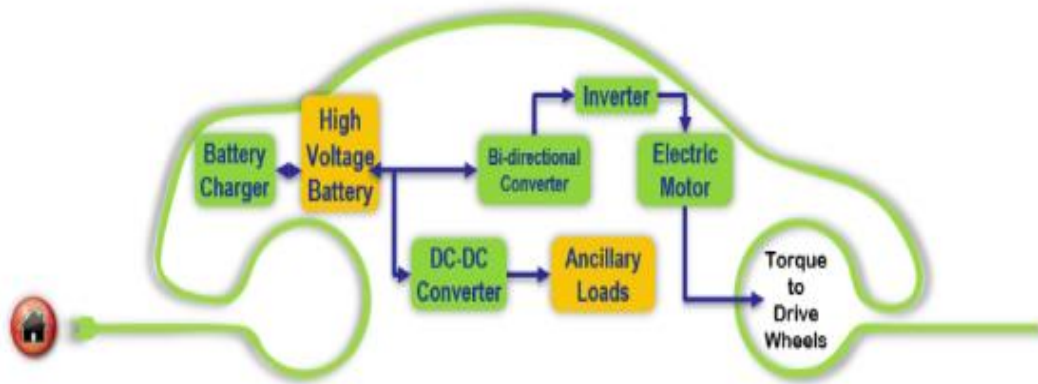 Inverter
High
Voltage
Battery
Battery
Charger
Bi-directional
Converter
Electric
Motor
DC-DC
Converter
Ancillary
Loads
Torque
to
Drive
Wheels